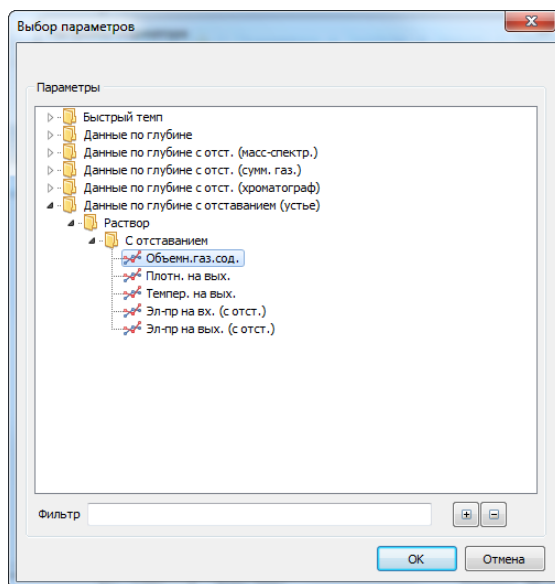 Выбор параметров
Параметры
Быстрый темп
Данные по глубине
Данные по глубине с отст. (масс-спектр.)
Данные по глубине с отст. (сумм. газ.)
Данные по глубине с отст. (хроматограф)
Данные по глубине с отставанием (устье)
Раствор
С отставанием
Объемн.газ.сод.
Плотн. на вых.
Темпер. на вых.
Эл-пр на вх. (с отст.)
Эл-пр на вых. (с отст.)
Фильтр
OK Отмена